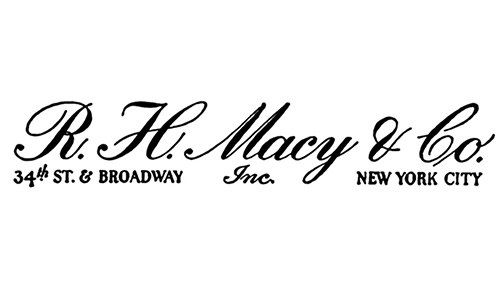 R. H. Macy & Co.
34th ST. & BROADWAY Inc. NEW YORK CITY